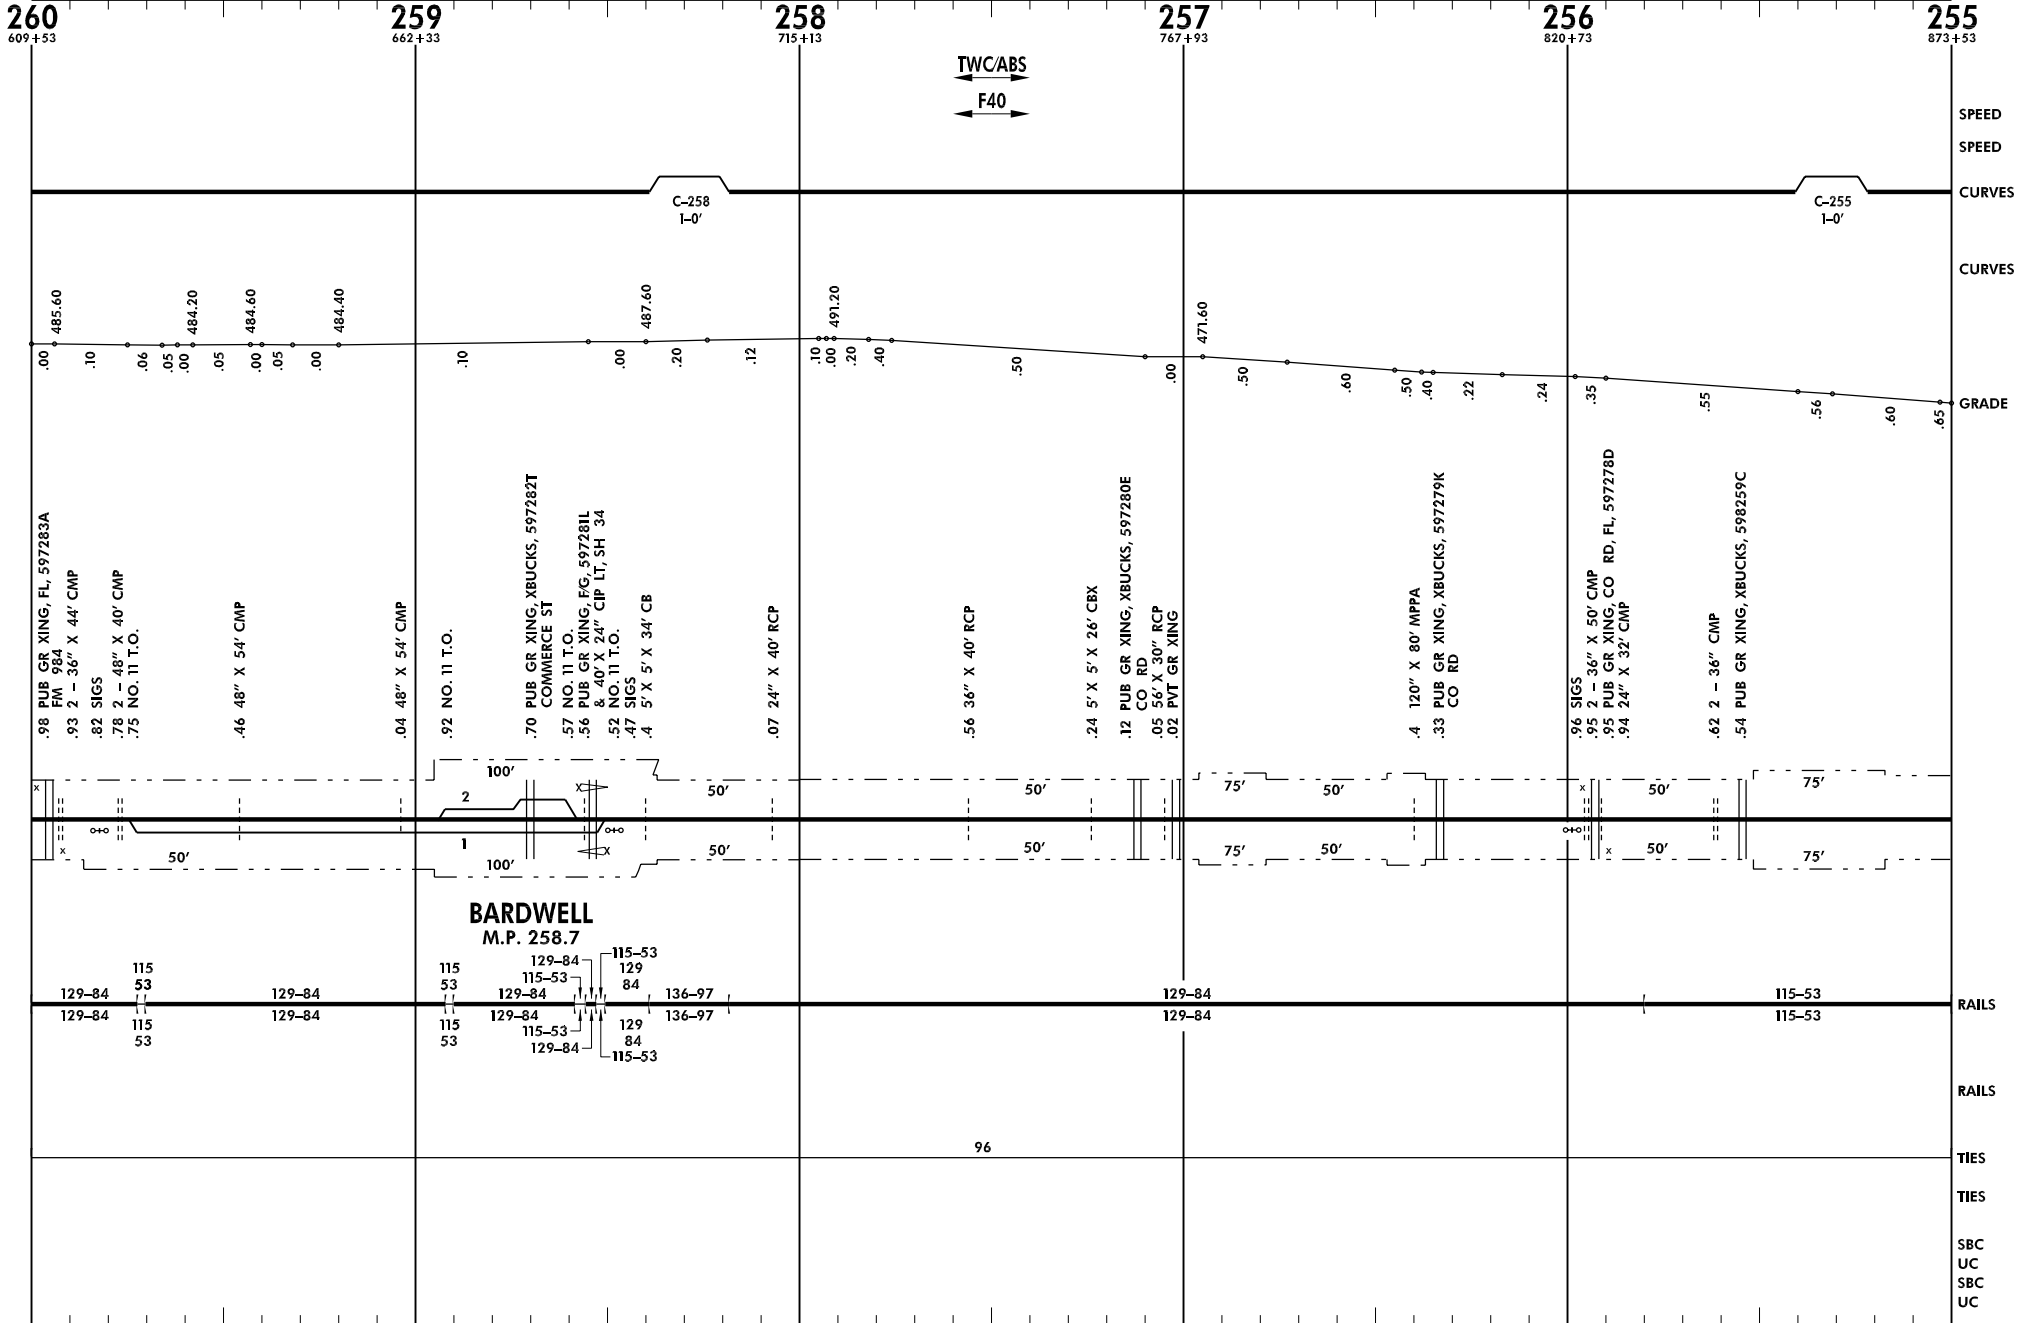 260
259
258
257
256
255
609+53
662+33
715+13
767+93
820+73
873+53
TWC/ABS
F40
SPEED
SPEED
CURVES
C–258
1–0′
C–255
1–0′
CURVES
485.60
484.20
484.60
484.40
487.60
491.20
471.60
.00
.10
.06
.05
.00
.05
.00
.05
.00
.10
.00
.20
.12
.10
.00
.20
.40
.50
.00
.50
.60
.50
.40
.22
.24
.35
.55
.56
.60
.65
GRADE
.98 PUB GR XING, FL, 597283A
FM 984
.93 2 – 36″ X 44′ CMP
.82 SIGS
.78 2 – 48″ X 40′ CMP
.75 NO. 11 T.O.
.46 48″ X 54′ CMP
.04 48″ X 54′ CMP
.92 NO. 11 T.O.
.70 PUB GR XING, XBUCKS, 597282T
COMMERCE ST
.57 NO. 11 T.O.
.56 PUB GR XING, F/G, 597281L
& 40′ X 24″ CIP LT, SH 34
.52 NO. 11 T.O.
.47 SIGS
.4 5′ X 5′ X 34′ CB
.07 24″ X 40′ RCP
.56 36″ X 40′ RCP
.24 5′ X 5′ X 26′ CBX
.12 PUB GR XING, XBUCKS, 597280E
CO RD
.05 56′ X 30″ RCP
.02 PVT GR XING
.4 120″ X 80′ MPPA
.33 PUB GR XING, XBUCKS, 597279K
CO RD
.96 SIGS
.95 2 – 36″ X 50′ CMP
.95 PUB GR XING, CO RD, FL, 597278D
.94 24″ X 32′ CMP
.62 2 – 36″ CMP
.54 PUB GR XING, XBUCKS, 598259C
100′
50′
50′
75′
50′
50′
75′
x
X
x
2
1
x
X
x
50′
100′
50′
50′
75′
50′
50′
75′
BARDWELL
M.P. 258.7
129–84
115
53
129–84
115
53
129–84
115–53
129–84
115–53
129
84
136–97
129–84
115–53
RAILS
129–84
115
53
129–84
115
53
129–84
115–53
129–84
115–53
129
84
136–97
129–84
115–53
RAILS
96
TIES
TIES
SBC
UC
SBC
UC